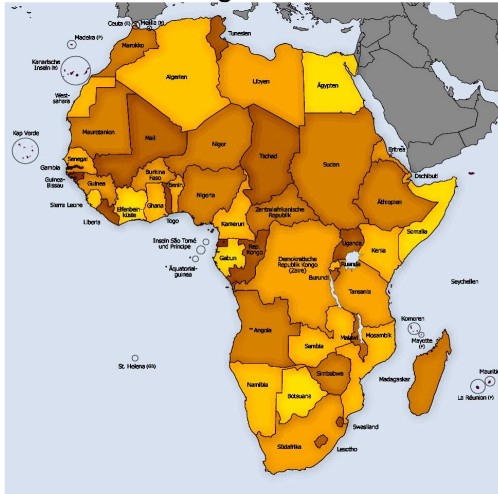 Ceuta (E)
Melilla (E)
Madeira (P)
Tunesien
Marokko
Kanarische
Inseln (E)
Algerien
Libyen
Ägypten
West-
sahara
Kap Verde
Mauretanien
Mali
Niger
Tschad
Sudan
Eritrea
Senegal
Gambia
Guinea-
Bissau
Guinea
Burkina
Faso
Benin
Nigeria
Dschibuti
Äthiopien
Sierra Leone
Liberia
Elfenbein
küste
Ghana
Togo
Kamerun
Zentralafrikanische
Republik
Somalia
Inseln São Tomé
und Príncipe
Äquatorial-
guinea
Gabun
Rep.
Kongo
Demokratische
Republik Kongo
(Zaire)
Uganda
Ruanda
Burundi
Kenia
Tansania
Seychellen
Angola
Sambia
Malawi
Mosambik
Komoren
Mayotte
(F)
St. Helena (GB)
Namibia
Botsuana
Simbabwe
Madagaskar
Mauriti
La Réunion (F)
Swasiland
Südafrika
Lesotho